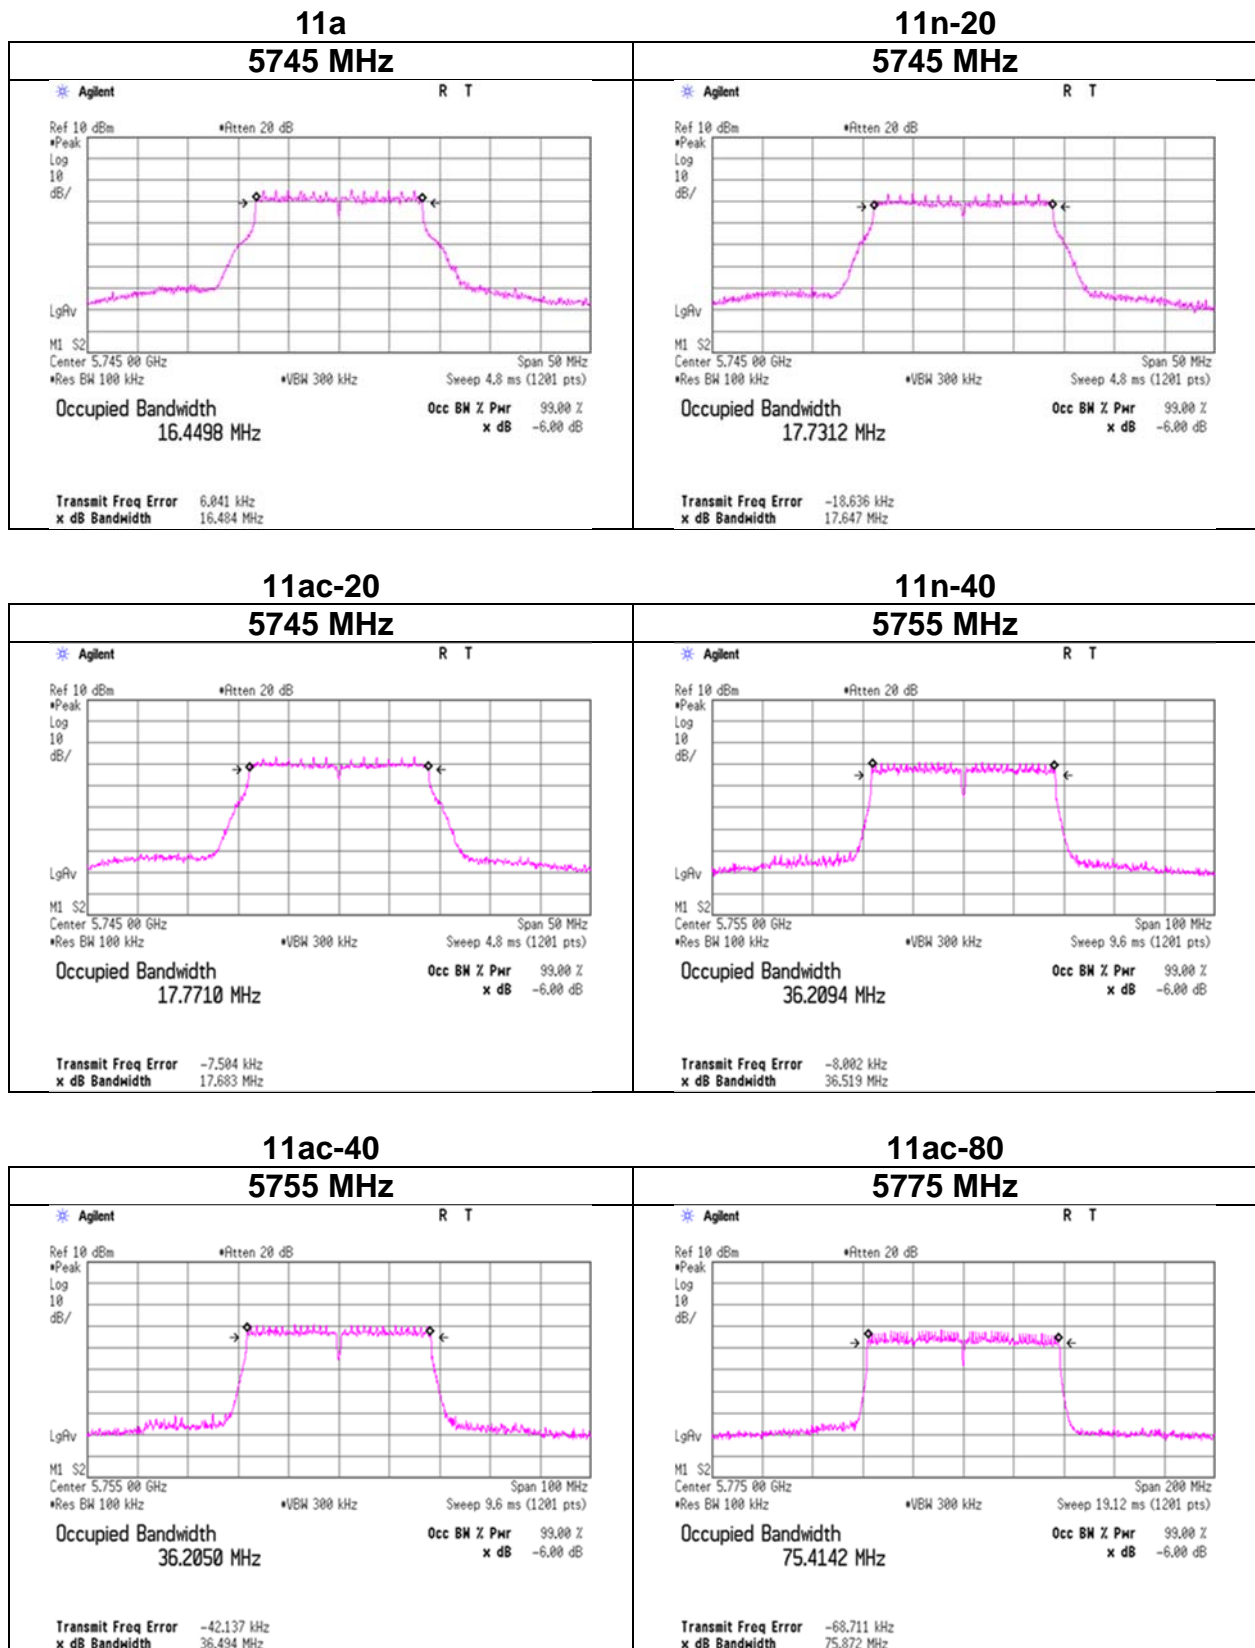 11a 11n-20
5745 MHz 5745 MHz
Agilent R T
Ref 10 dBm #Atten 20 dB
#Peak
Log
10
dB/
LgAv
M1 S2
Center 5.745 00 GHz Span 50 MHz
#Res BW 100 kHz #VBW 300 kHz Sweep 4.8 ms (1201 pts)
Occupied Bandwidth Occ BW % Pwr 99.00 %
16.4498 MHz x dB -6.00 dB
Transmit Freq Error 6.041 kHz
x dB Bandwidth 16.484 MHz
Agilent R T
Ref 10 dBm #Atten 20 dB
#Peak
Log
10
dB/
LgAv
M1 S2
Center 5.745 00 GHz Span 50 MHz
#Res BW 100 kHz #VBW 300 kHz Sweep 4.8 ms (1201 pts)
Occupied Bandwidth Occ BW % Pwr 99.00 %
17.7312 MHz x dB -6.00 dB
Transmit Freq Error -18.636 kHz
x dB Bandwidth 17.647 MHz
11ac-20 11n-40
5745 MHz 5755 MHz
Agilent R T
Ref 10 dBm #Atten 20 dB
#Peak
Log
10
dB/
LgAv
M1 S2
Center 5.745 00 GHz Span 50 MHz
#Res BW 100 kHz #VBW 300 kHz Sweep 4.8 ms (1201 pts)
Occupied Bandwidth Occ BW % Pwr 99.00 %
17.7710 MHz x dB -6.00 dB
Transmit Freq Error -7.504 kHz
x dB Bandwidth 17.683 MHz
Agilent R T
Ref 10 dBm #Atten 20 dB
#Peak
Log
10
dB/
LgAv
M1 S2
Center 5.755 00 GHz Span 100 MHz
#Res BW 100 kHz #VBW 300 kHz Sweep 9.6 ms (1201 pts)
Occupied Bandwidth Occ BW % Pwr 99.00 %
36.2094 MHz x dB -6.00 dB
Transmit Freq Error -8.002 kHz
x dB Bandwidth 36.519 MHz
11ac-40 11ac-80
5755 MHz 5775 MHz
Agilent R T
Ref 10 dBm #Atten 20 dB
#Peak
Log
10
dB/
LgAv
M1 S2
Center 5.755 00 GHz Span 100 MHz
#Res BW 100 kHz #VBW 300 kHz Sweep 9.6 ms (1201 pts)
Occupied Bandwidth Occ BW % Pwr 99.00 %
36.2050 MHz x dB -6.00 dB
Transmit Freq Error -42.137 kHz
x dB Bandwidth 36.494 MHz
Agilent R T
Ref 10 dBm #Atten 20 dB
#Peak
Log
10
dB/
LgAv
M1 S2
Center 5.775 00 GHz Span 200 MHz
#Res BW 100 kHz #VBW 300 kHz Sweep 19.12 ms (1201 pts)
Occupied Bandwidth Occ BW % Pwr 99.00 %
75.4142 MHz x dB -6.00 dB
Transmit Freq Error -68.711 kHz
x dB Bandwidth 75.872 MHz